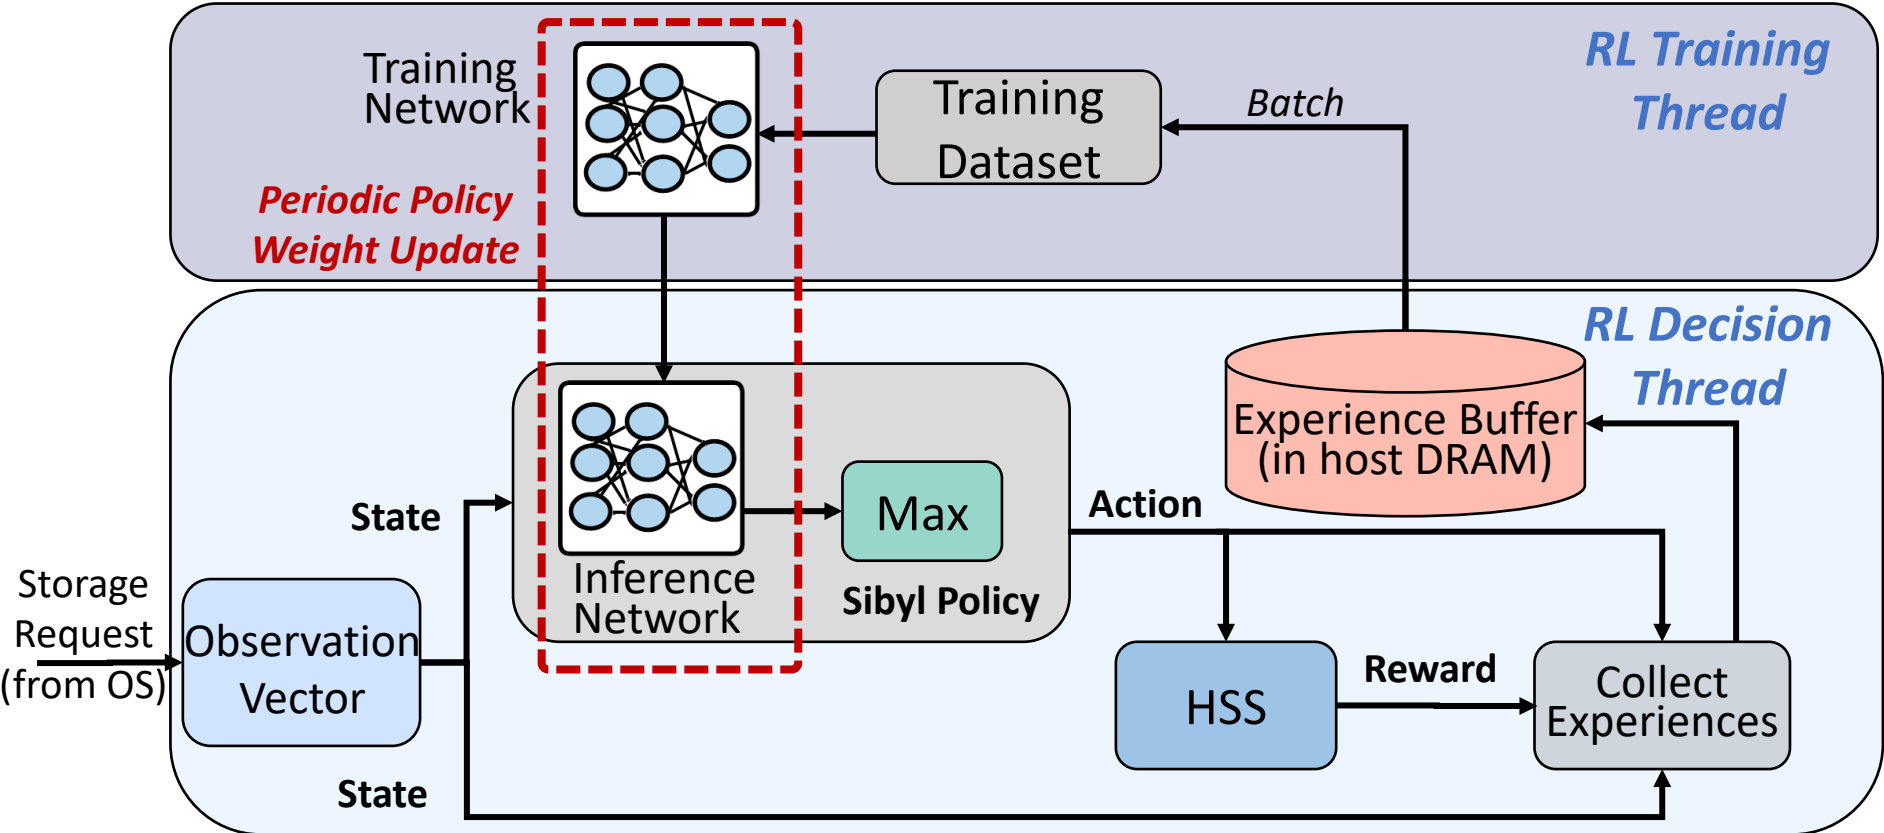 RL Training
Thread
Training
Network
Training
Dataset
Batch
Periodic Policy
Weight Update
RL Decision
Thread
Experience Buffer
(in host DRAM)
State
Max
Action
Inference
Network
Sibyl Policy
Storage
Request
(from OS)
Observation
Vector
HSS
Reward
Collect
Experiences
State